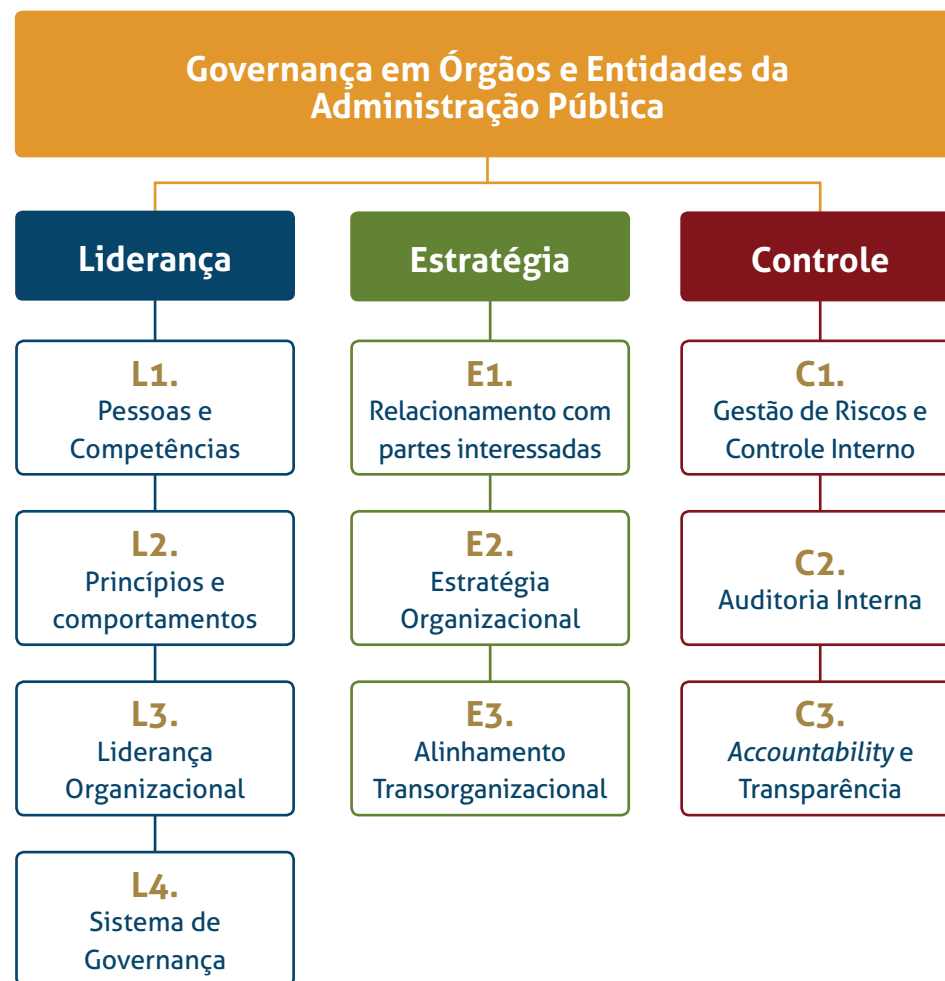 Governança em Órgãos e Entidades da
Administração Pública
Liderança
L1.
Pessoas e
Competências
L2.
Princípios e
comportamentos
L3.
Liderança
Organizacional
L4.
Sistema de
Governança
Estratégia
E1.
Relacionamento com
partes interessadas
E2.
Estratégia
Organizacional
E3.
Alinhamento
Transorganizacional
Controle
C1.
Gestão de Riscos e
Controle Interno
C2.
Auditoria Interna
C3.
Accountability e
Transparência